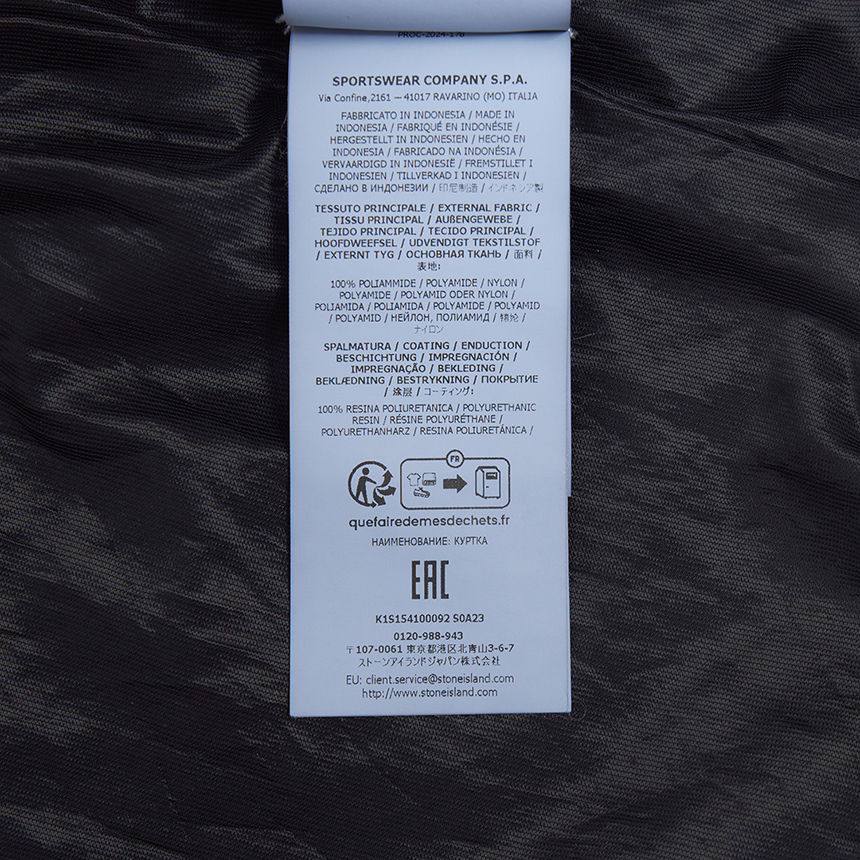 PROC-2024-178
SPORTSWEAR COMPANY S.P.A.
Via Confine,2161 — 41017 RAVARINO (MO) ITALIA
FABBRICATO IN INDONESIA / MADE IN
INDONESIA / FABRIQUÉ EN INDONÉSIE /
HERGESTELLT IN INDONESIEN / HECHO EN
INDONESIA / FABRICADO NA INDONÉSIA /
VERVAARDIGD IN INDONESIË / FREMSTILLET I
INDONESIEN / TILLVERKAD I INDONESIEN /
СДЕЛАНО В ИНДОНЕЗИИ / 印尼制造 / インドネシア製
TESSUTO PRINCIPALE / EXTERNAL FABRIC /
TISSU PRINCIPAL / AUßENGEWEBE /
TEJIDO PRINCIPAL / TECIDO PRINCIPAL /
HOOFDWEEFSEL / UDVENDIGT TEKSTILSTOF
/ EXTERNT TYG / ОСНОВНАЯ ТКАНЬ / 面料 /
表地:
100% POLIAMMIDE / POLYAMIDE / NYLON /
POLYAMIDE / POLYAMID ODER NYLON /
POLIAMIDA / POLIAMIDA / POLYAMIDE / POLYAMID
/ POLYAMID / НЕЙЛОН, ПОЛИАМИД / 锦纶 /
ナイロン
SPALMATURA / COATING / ENDUCTION /
BESCHICHTUNG / IMPREGNACIÓN /
IMPREGNAÇÃO / BEKLEDING /
BEKLÆDNING / BESTRYKNING / ПОКРЫТИЕ
/ 涂层 / コーティング:
100% RESINA POLIURETANICA / POLYURETHANIC
RESIN / RÉSINE POLYURÉTHANE /
POLYURETHANHARZ / RESINA POLIURETÁNICA /
FR
quefairedemesdechets.fr
НАИМЕНОВАНИЕ: КУРТКА
EAC
K1S154100092 S0A23
0120-988-943
〒107-0061 東京都港区北青山3-6-7
ストーンアイランドジャパン株式会社
EU: client.service@stoneisland.com
http://www.stoneisland.com